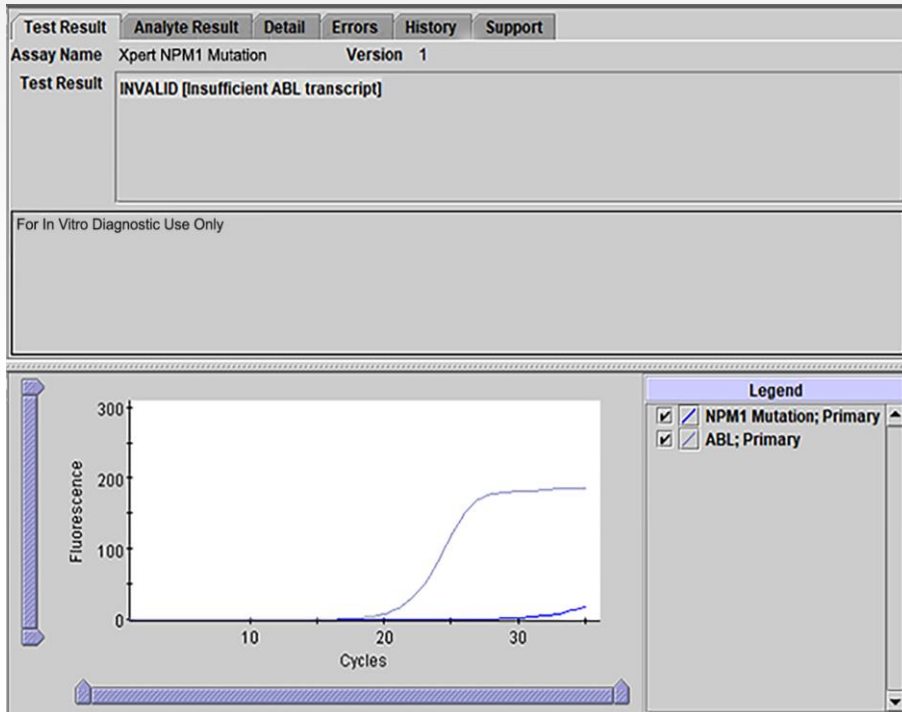 Test Result Analyte Result Detail Errors History Support
Assay Name Xpert NPM1 Mutation Version 1
Test Result INVALID [Insufficient ABL transcript]
For In Vitro Diagnostic Use Only
300
200
100
0
Fluorescence
10 20 30
Cycles
Legend
NPM1 Mutation; Primary
ABL; Primary